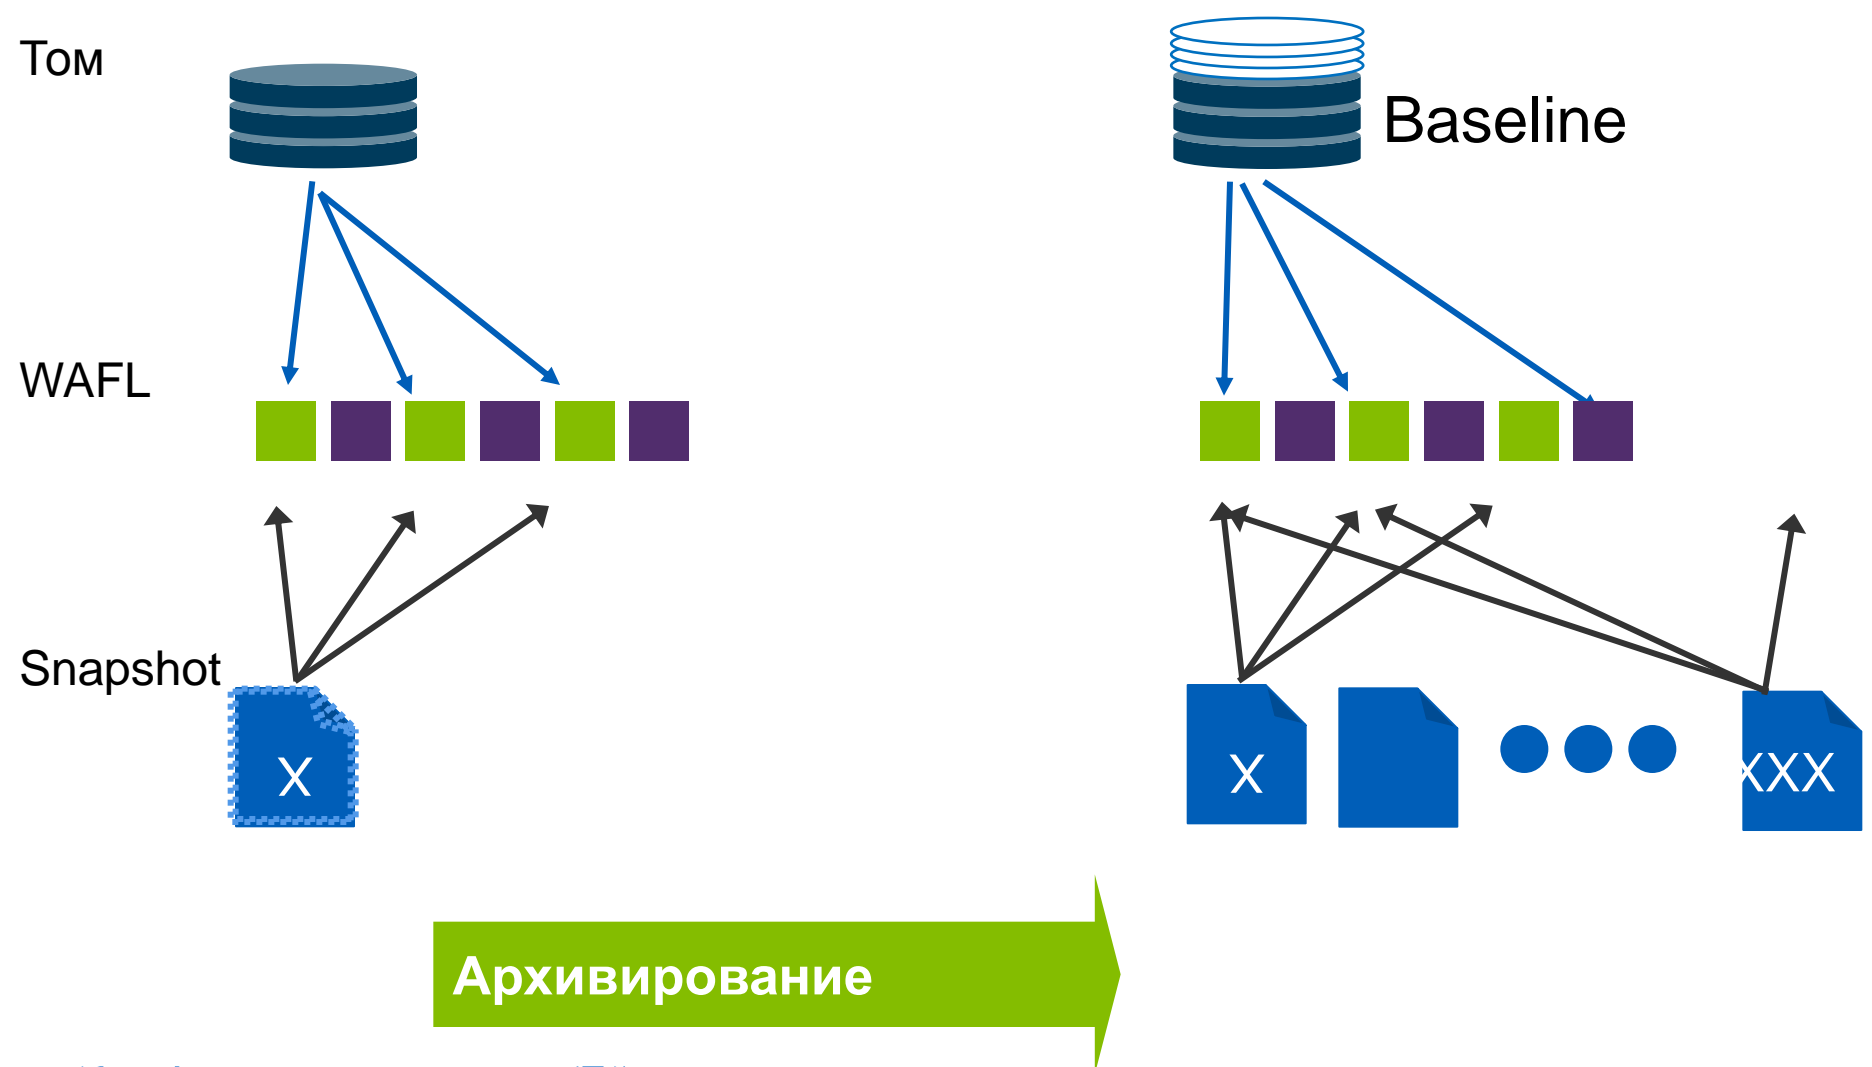 Том
Baseline
WAFL
Snapshot
X
X
XXX
Архивирование